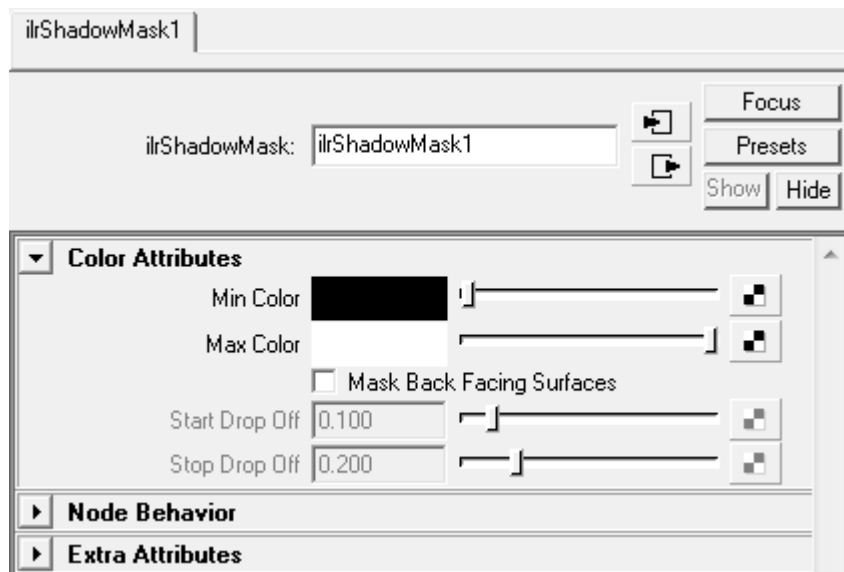 ilrShadowMask1
Focus
ilrShadowMask: ilrShadowMask1
Presets
Show Hide
Color Attributes
Min Color
Max Color
Mask Back Facing Surfaces
Start Drop Off 0.100
Stop Drop Off 0.200
Node Behavior
Extra Attributes